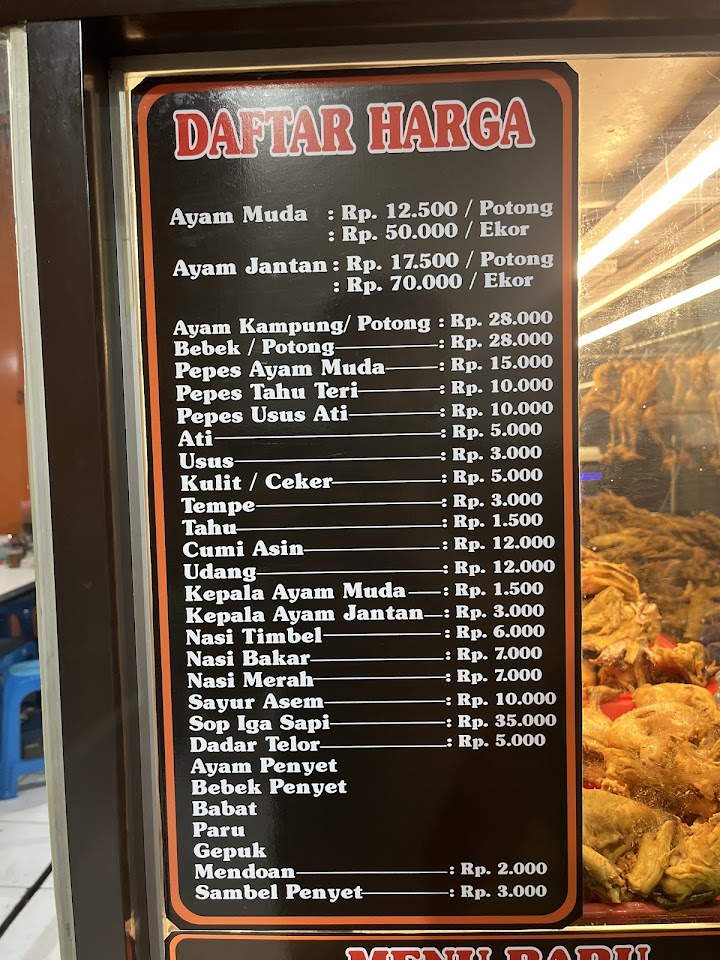 DAFTAR HARGA
Ayam Muda : Rp. 12.500 / Potong
: Rp. 50.000 / Ekor
Ayam Jantan : Rp. 17.500 / Potong
: Rp. 70.000 / Ekor
Ayam Kampung/ Potong : Rp. 28.000
Bebek / Potong : Rp. 28.000
Pepes Ayam Muda : Rp. 15.000
Pepes Tahu Teri : Rp. 10.000
Pepes Usus Ati : Rp. 10.000
Ati : Rp. 5.000
Usus : Rp. 3.000
Kulit / Ceker : Rp. 5.000
Tempe : Rp. 3.000
Tahu : Rp. 1.500
Cumi Asin : Rp. 12.000
Udang : Rp. 12.000
Kepala Ayam Muda : Rp. 1.500
Kepala Ayam Jantan : Rp. 3.000
Nasi Timbel : Rp. 6.000
Nasi Bakar : Rp. 7.000
Nasi Merah : Rp. 7.000
Sayur Asem : Rp. 10.000
Sop Iga Sapi : Rp. 35.000
Dadar Telor : Rp. 5.000
Ayam Penyet
Bebek Penyet
Babat
Paru
Gepuk
Mendoan : Rp. 2.000
Sambel Penyet : Rp. 3.000
MENU BARU